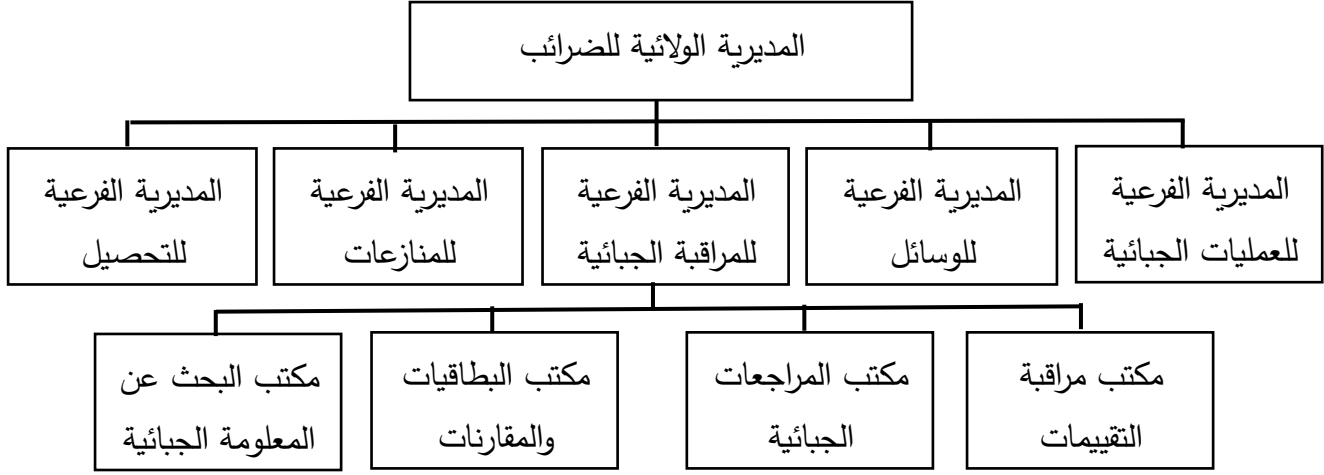 المديرية الولائية للضرائب
المديرية الفرعية
للعمليات الجبائية
المديرية الفرعية
للوسائل
المديرية الفرعية
للمراقبة الجبائية
المديرية الفرعية
للمنازعات
المديرية الفرعية
للتحصيل
مكتب مراقبة
التقييمات
مكتب المراجعات
الجبائية
مكتب البطاقيات
والمقارنات
مكتب البحث عن
المعلومة الجبائية